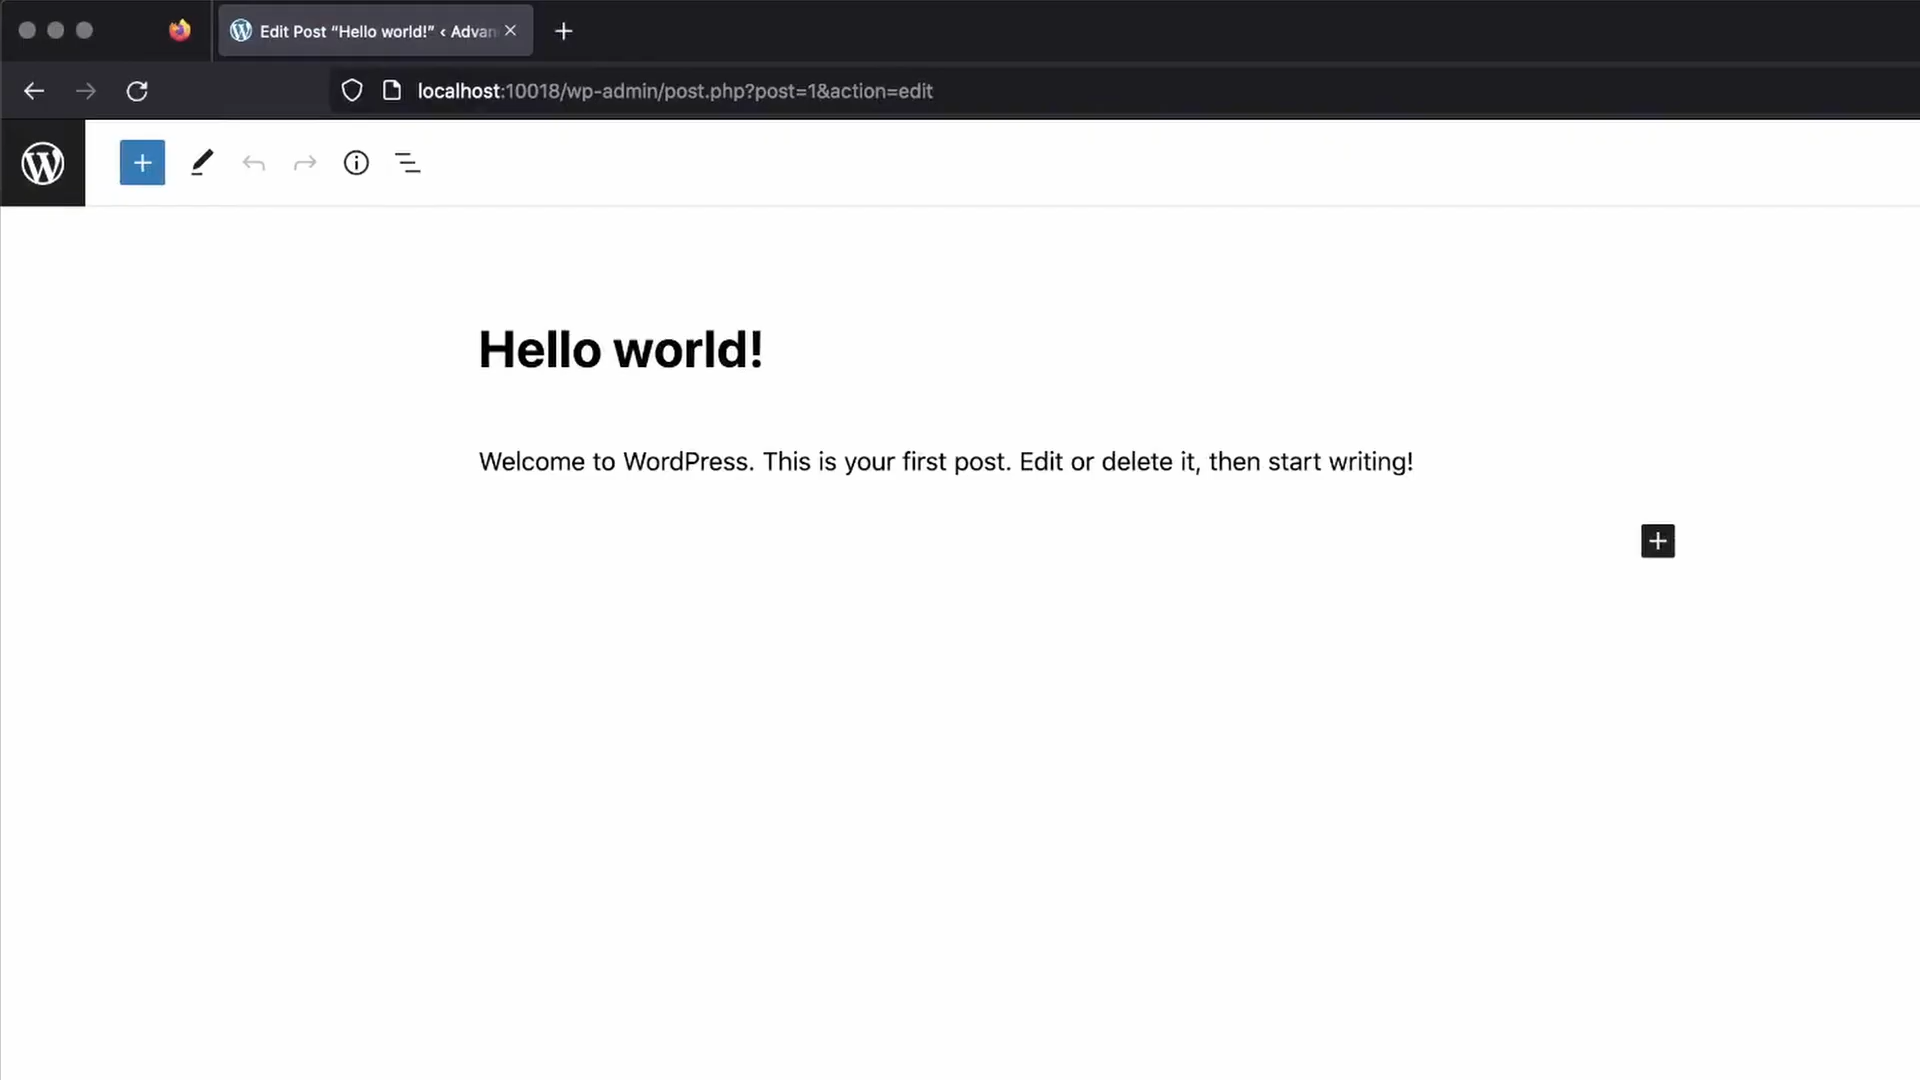 Edit Post “Hello world!” ‹ Advan
localhost:10018/wp-admin/post.php?post=1&action=edit
Hello world!
Welcome to WordPress. This is your first post. Edit or delete it, then start writing!